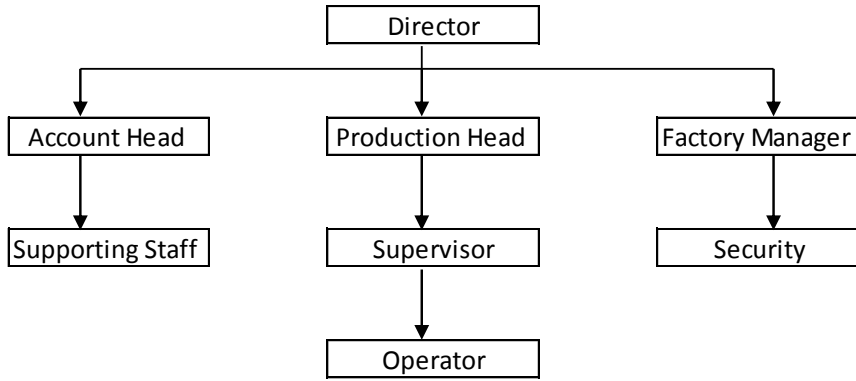 Director
Account Head
Production Head
Factory Manager
Supporting Staff
Supervisor
Security
Operator